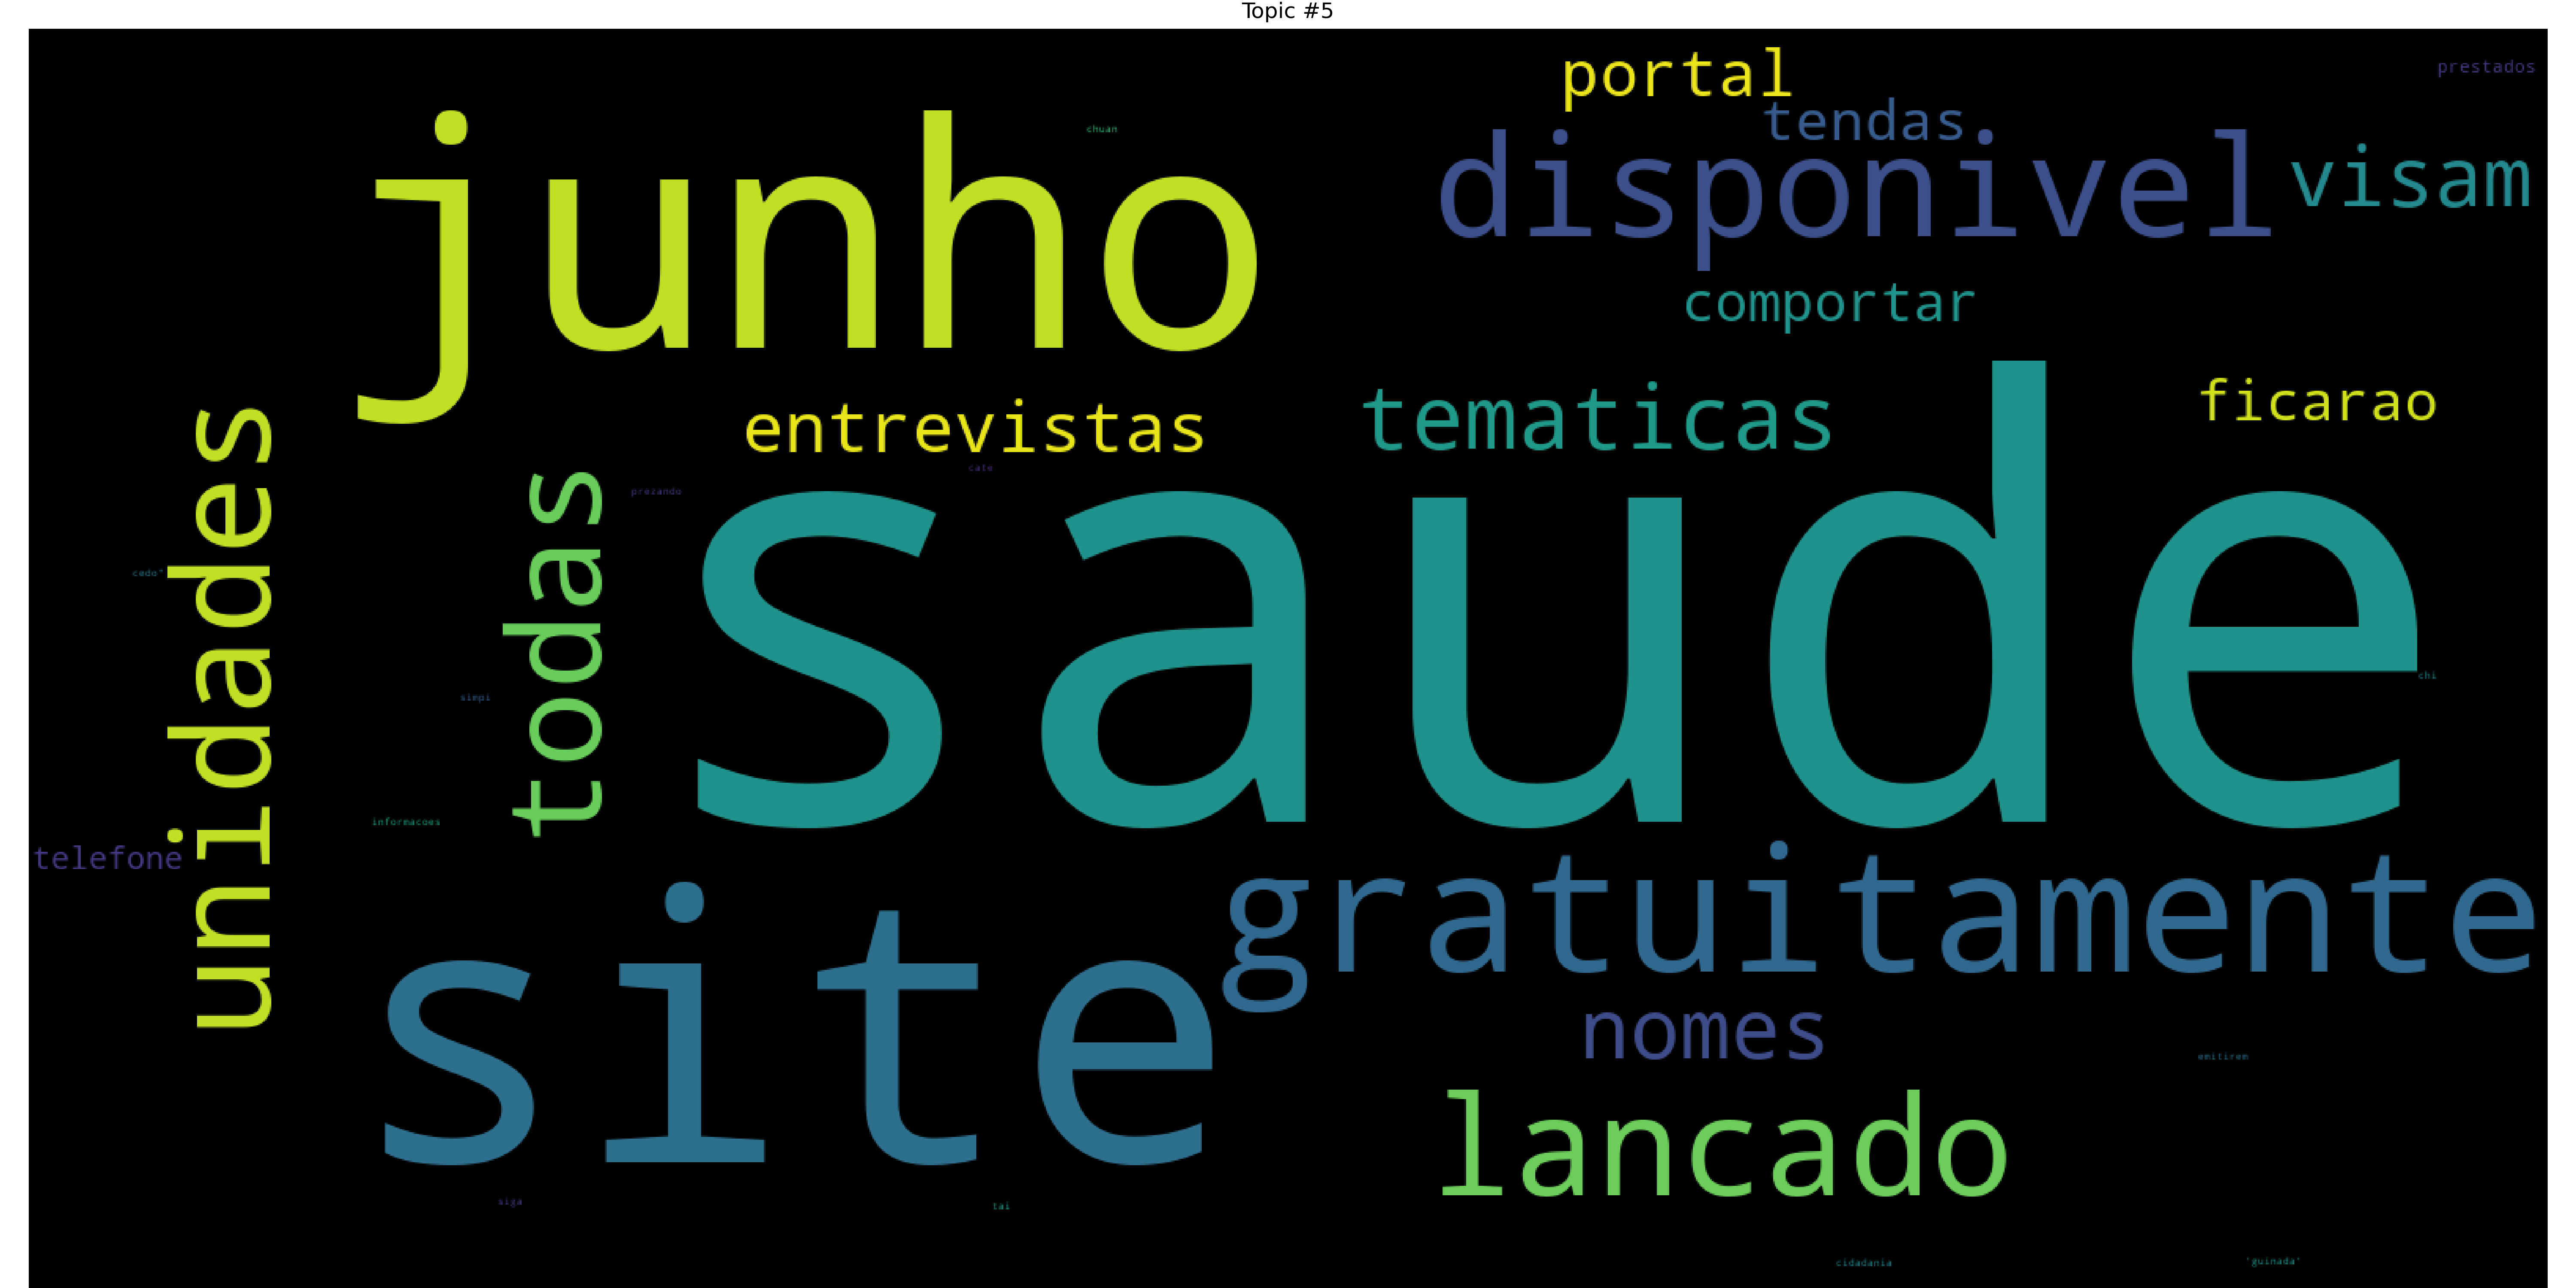 Topic #5
portal
prestados
tendas
chuan
junho
disponivel
visam
comportar
tematicas
ficarao
entrevistas
cate
prezando
unidades
todas
saude
cedo"
chi
simpi
informacoes
telefone
gratuitamente
site
nomes
emitirem
lancado
siga
tai
cidadania
'guinada'